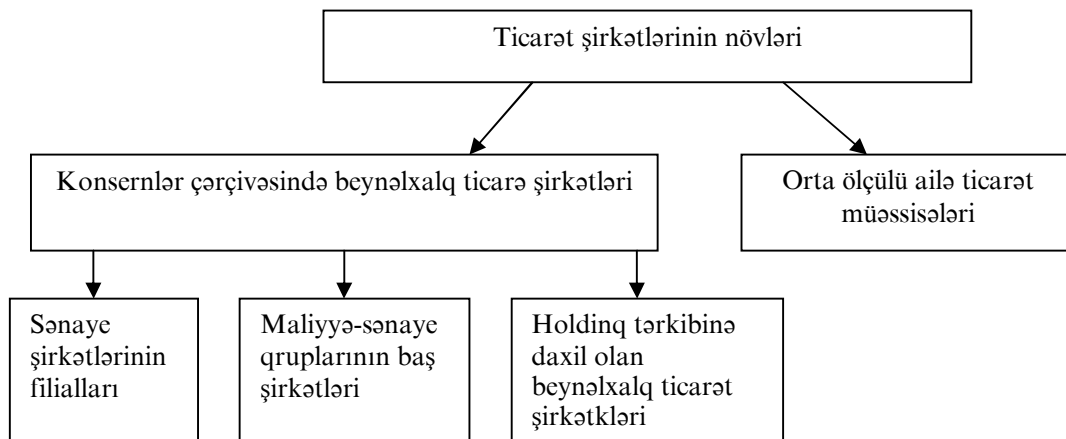 Ticarət şirkətlərinin növləri
Konsernlər çərçivəsində beynəlxalq ticarə şirkətləri
Orta ölçülü ailə ticarət
müəssisələri
Sənaye
şirkətlərinin
filialları
Maliyyə-sənaye
qruplarının baş
şirkətləri
Holdinq tərkibinə
daxil olan
beynəlxalq ticarət
şirkətkləri